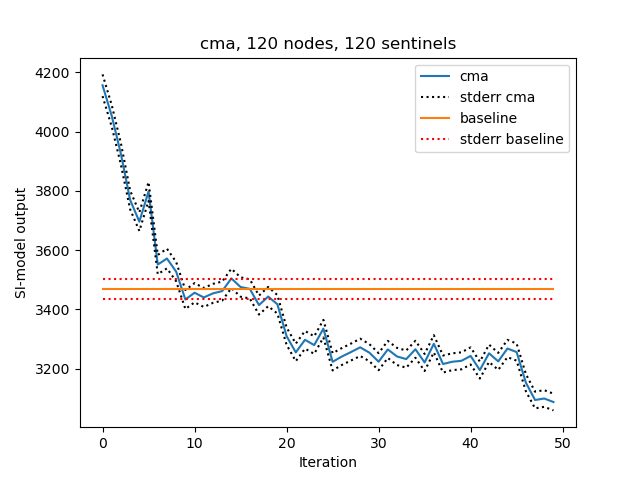 cma, 120 nodes, 120 sentinels
4200
4000
3800
3600
3400
3200
SI-model output
cma
stderr cma
baseline
stderr baseline
0
10
20
30
40
50
Iteration